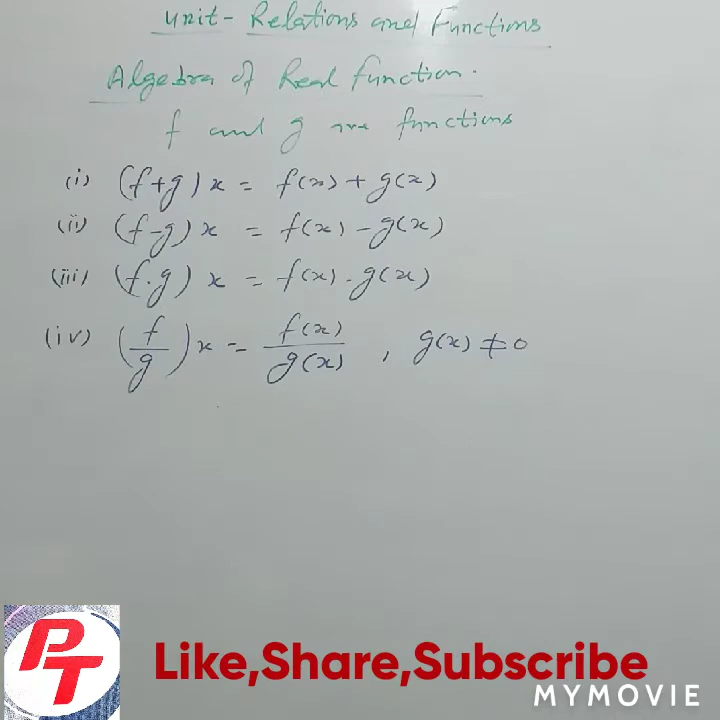 Unit - Relations and Functions
Algebra of Real function.
f and g are functions
(i) (f+g)x = f(x) + g(x)
(ii) (f-g)x = f(x) - g(x)
(iii) (f.g)x = f(x) . g(x)
(iv) (f/g)x = f(x)/g(x) , g(x) ≠ 0
PT
Like,Share,Subscribe
MYMOVIE